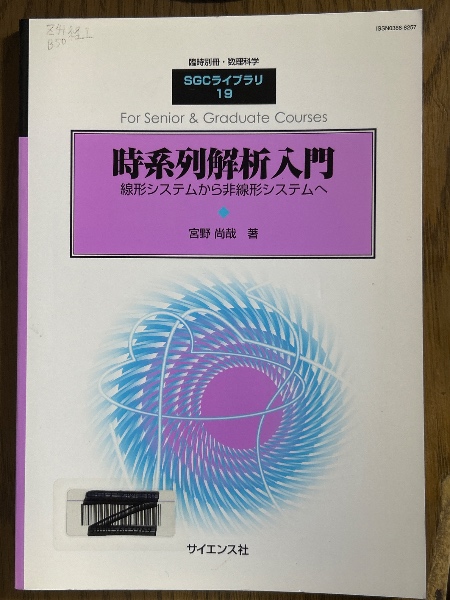 ISSN0386-8257
臨時別冊・数理科学
SGCライブラリ
19
For Senior & Graduate Courses
時系列解析入門
線形システムから非線形システムへ
宮野 尚哉 著
サイエンス社